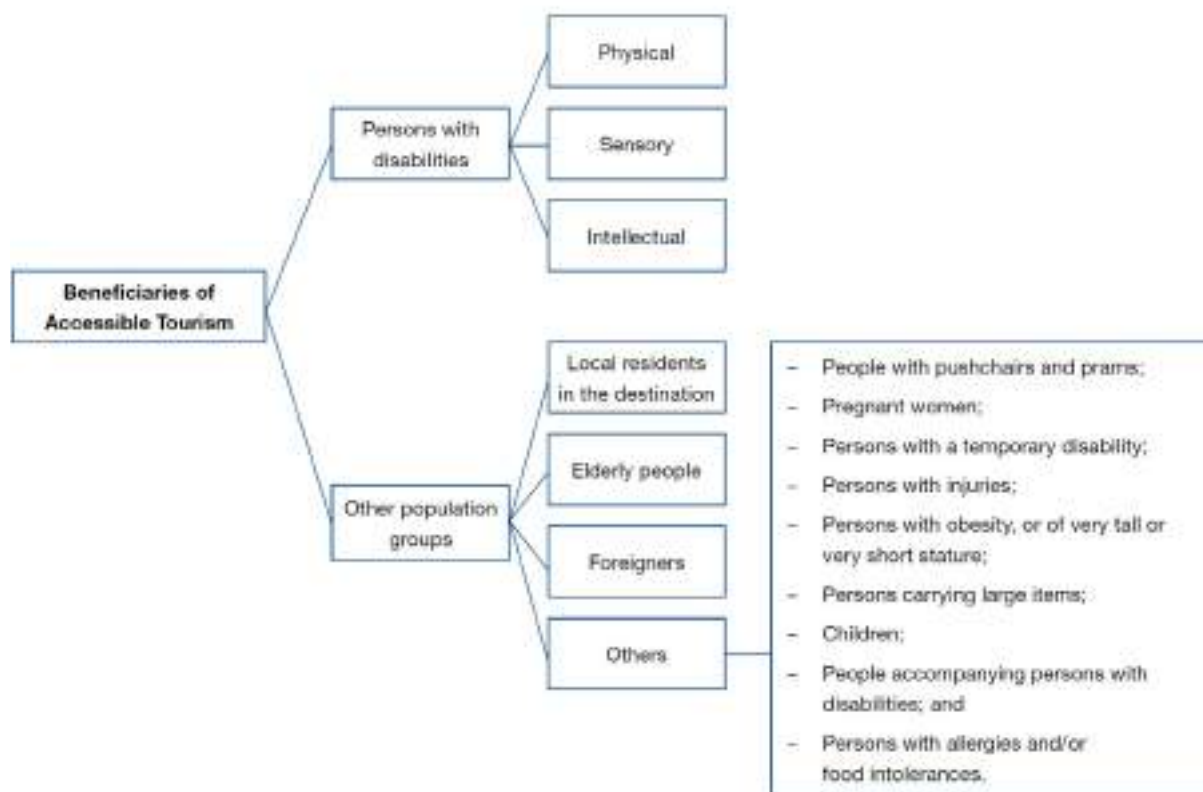 Physical
Persons with
disabilities
Sensory
Intellectual
Beneficiaries of
Accessible Tourism
Local residents
in the destination
Elderly people
Other population
groups
Foreigners
Others
– People with pushchairs and prams;
– Pregnant women;
– Persons with a temporary disability;
– Persons with injuries;
– Persons with obesity, or of very tall or
very short stature;
– Persons carrying large items;
– Children;
– People accompanying persons with
disabilities; and
– Persons with allergies and/or
food intolerances.